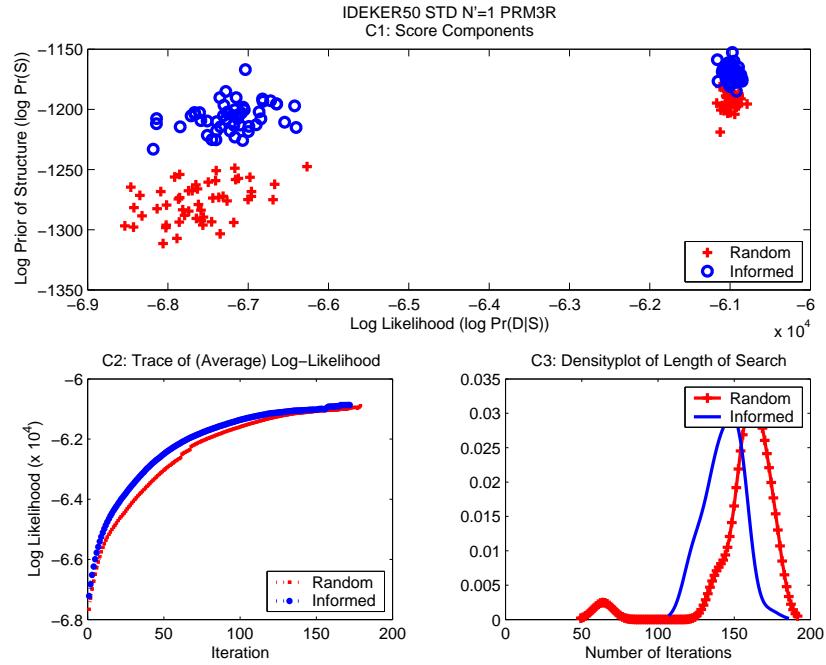 IDEKER50 STD N'=1 PRM3R
C1: Score Components
−1150
−1200
−1250
−1300
−1350
Log Prior of Structure (log Pr(S))
Random
Informed
−6.9 −6.8 −6.7 −6.6 −6.5 −6.4 −6.3 −6.2 −6.1 −6
Log Likelihood (log Pr(D|S))
x 10⁴
C2: Trace of (Average) Log−Likelihood
−6
−6.2
−6.4
−6.6
−6.8
Log Likelihood (x 10⁴)
Random
Informed
0 50 100 150 200
Iteration
C3: Densityplot of Length of Search
0.035
0.03
0.025
0.02
0.015
0.01
0.005
0
Random
Informed
0 50 100 150 200
Number of Iterations